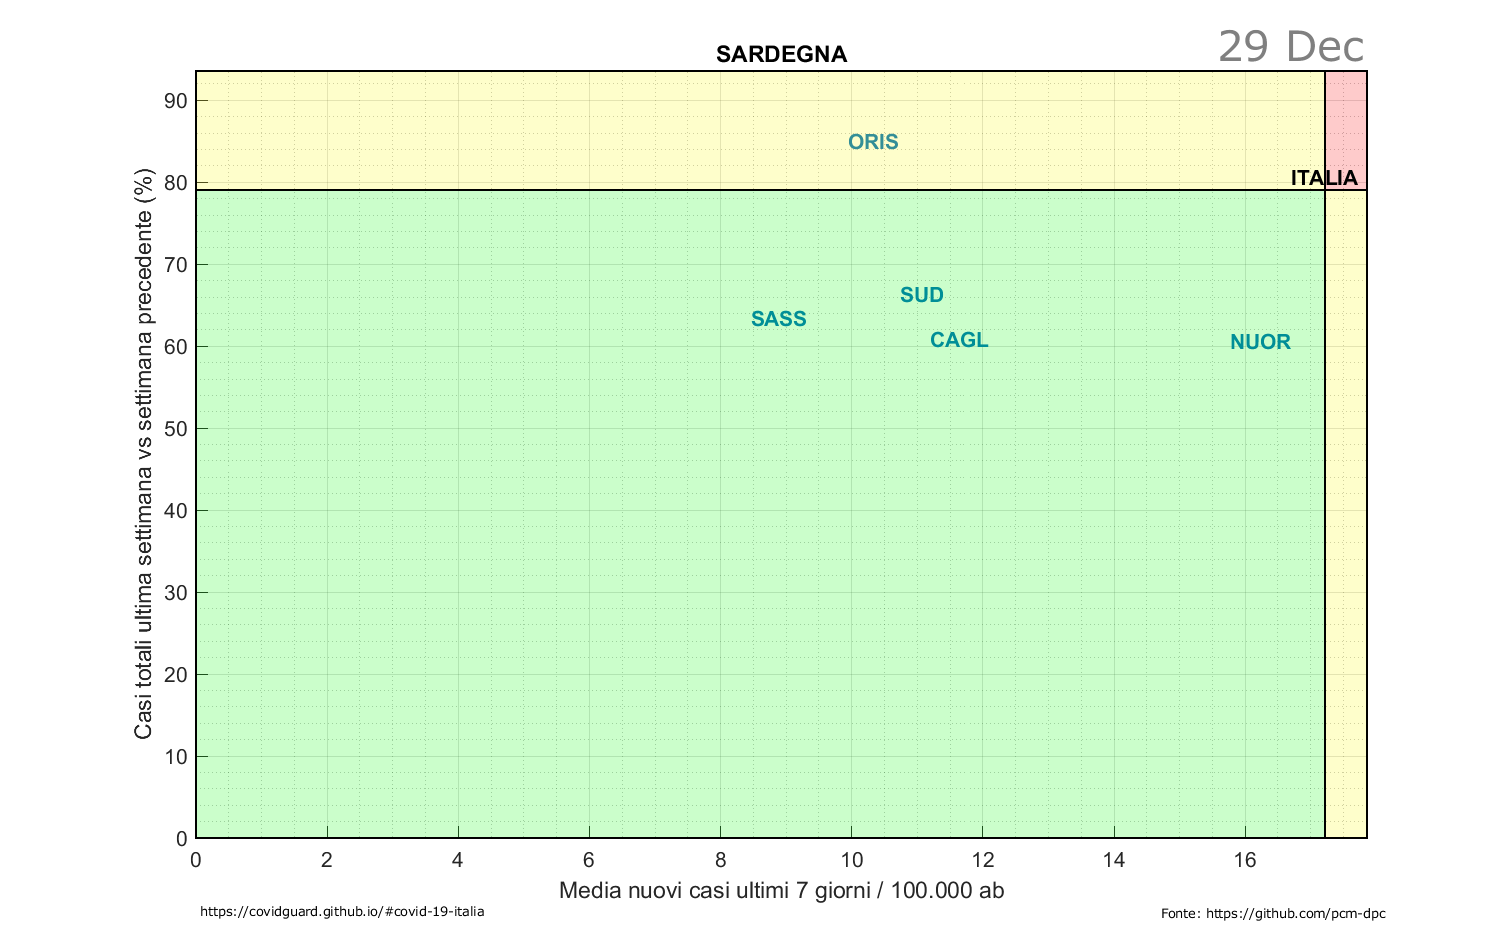 29 Dec
SARDEGNA
Casi totali ultima settimana vs settimana precedente (%)
90
80
70
60
50
40
30
20
10
0
ORIS
ITALIA
SUD
SASS
CAGL
NUOR
0 2 4 6 8 10 12 14 16
Media nuovi casi ultimi 7 giorni / 100.000 ab
https://covidguard.github.io/#covid-19-italia
Fonte: https://github.com/pcm-dpc